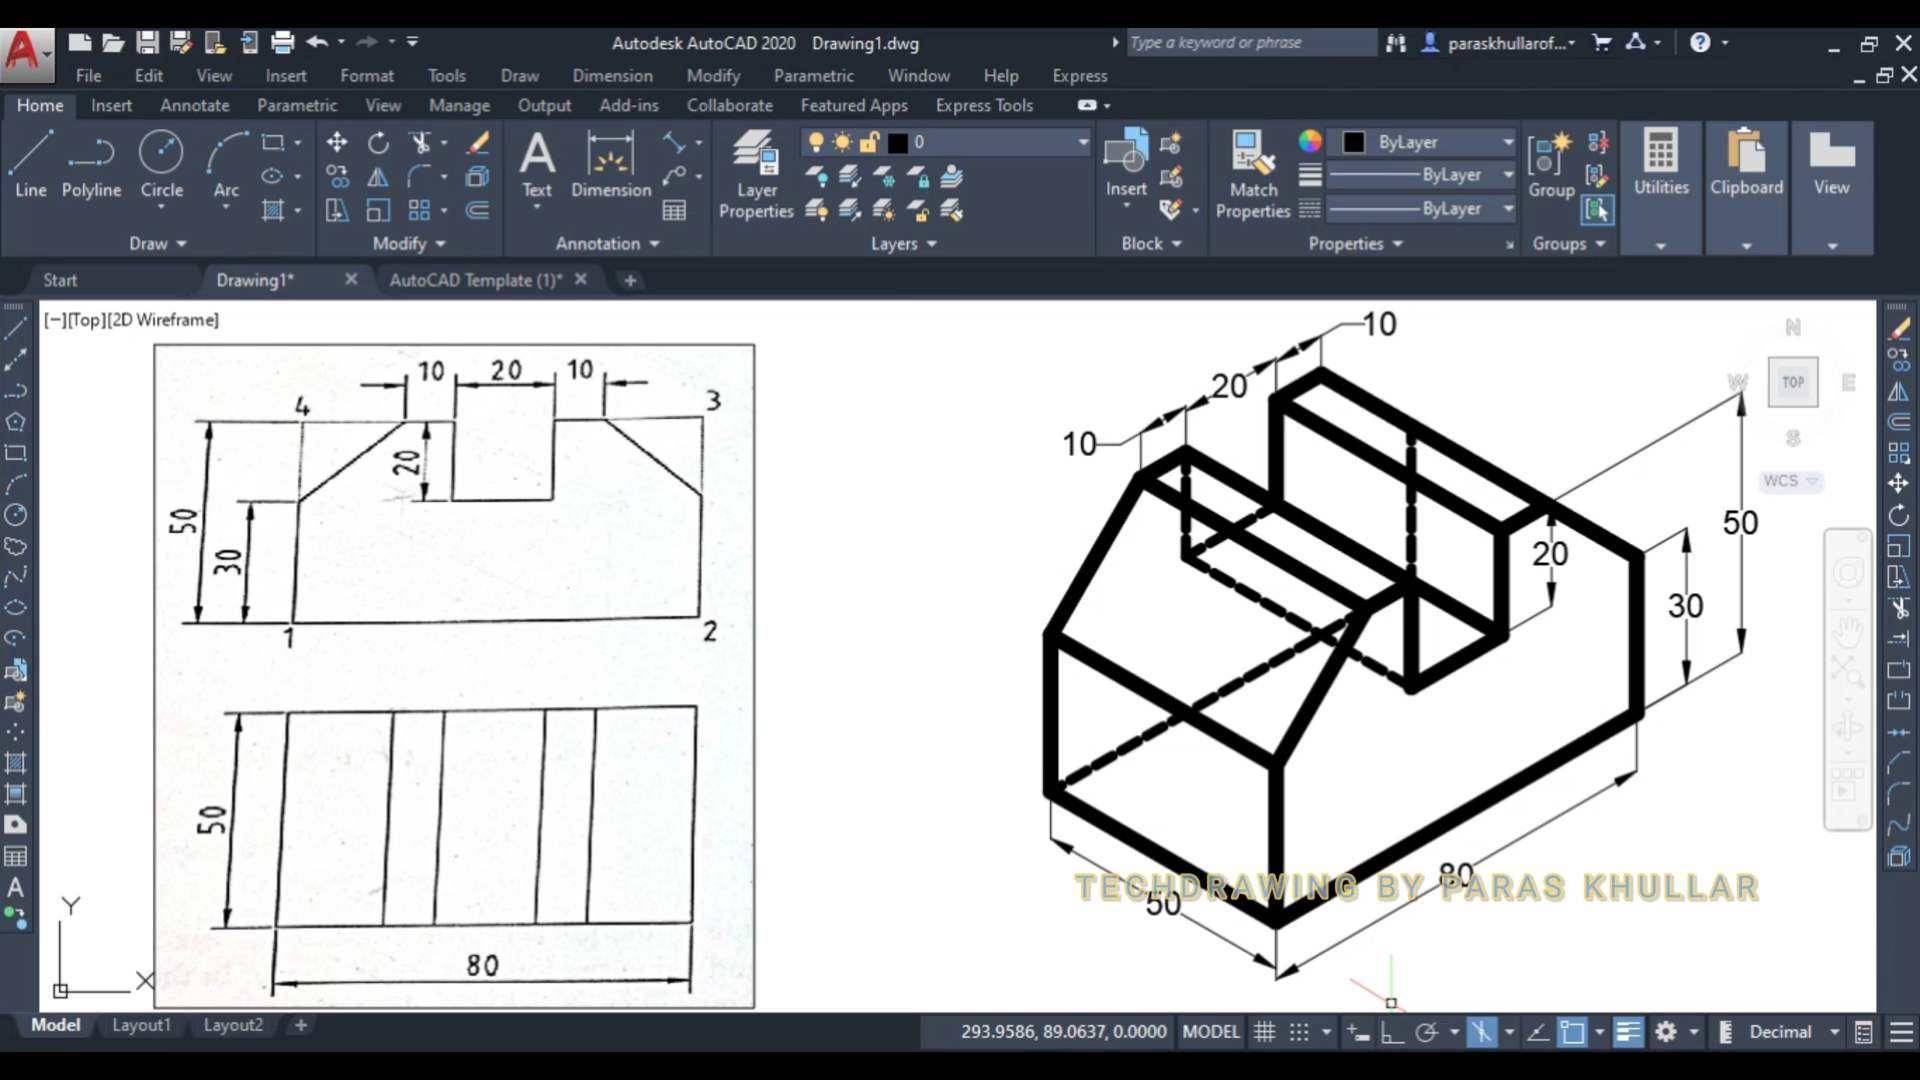 Autodesk AutoCAD 2020 Drawing1.dwg Type a keyword or phrase paraskhullarof...
File Edit View Insert Format Tools Draw Dimension Modify Parametric Window Help Express
Home Insert Annotate Parametric View Manage Output Add-ins Collaborate Featured Apps Express Tools
0 ByLayer
ByLayer
Line Polyline Circle Arc Text Dimension Layer Properties Insert Match Properties ByLayer Group Utilities Clipboard View
Draw Modify Annotation Layers Block Properties Groups
Start Drawing1* AutoCAD Template (1)*
[−][Top][2D Wireframe]
10 20 10
4 3
20
50
30
1 2
50
80
10
20
10
20
50
30
80
50
N
W TOP E
S
WCS
TECHDRAWING BY PARAS KHULLAR
Y
X
Model Layout1 Layout2 +
293.9586, 89.0637, 0.0000 MODEL Decimal